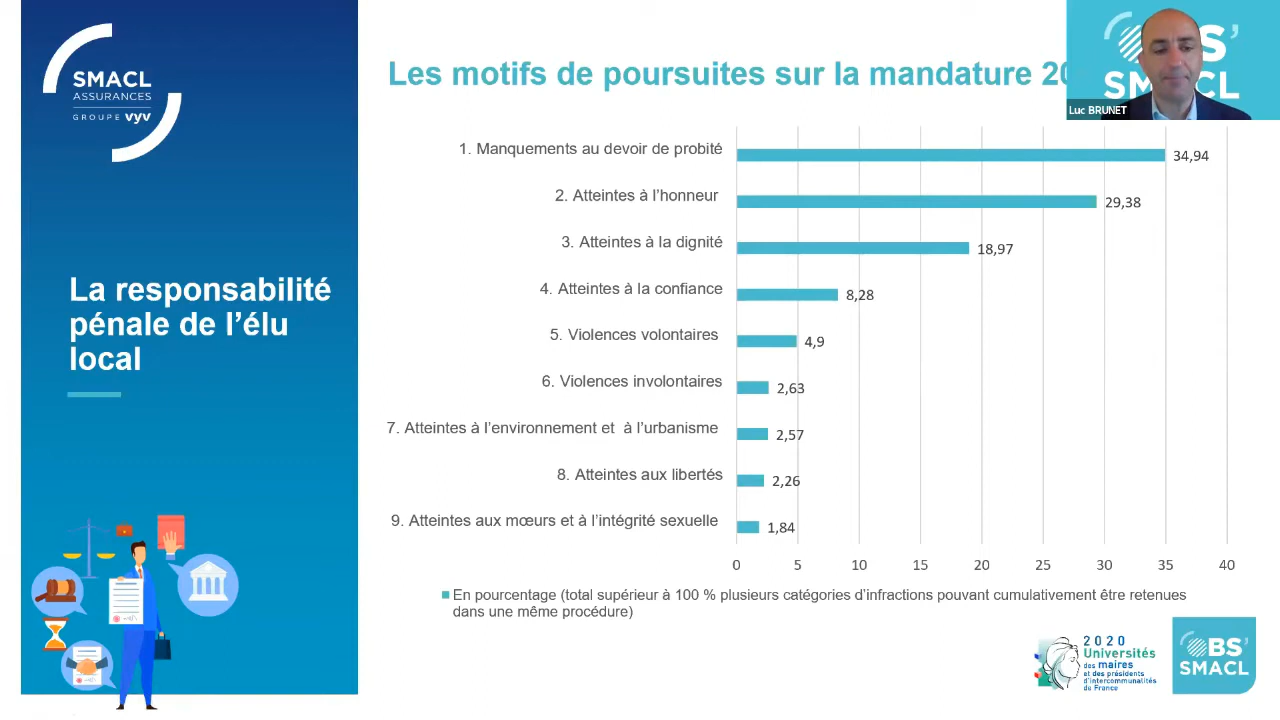 SMACL
ASSURANCES
GROUPE vyv
La responsabilité
pénale de l'élu
local
Les motifs de poursuites sur la mandature
Luc BRUNET
1. Manquements au devoir de probité
34,94
2. Atteintes à l'honneur
29,38
3. Atteintes à la dignité
18,97
4. Atteintes à la confiance
8,28
5. Violences volontaires
4,9
6. Violences involontaires
2,63
7. Atteintes à l'environnement et à l'urbanisme
2,57
8. Atteintes aux libertés
2,26
9. Atteintes aux mœurs et à l'intégrité sexuelle
1,84
0 5 10 15 20 25 30 35 40
En pourcentage (total supérieur à 100 % plusieurs catégories d'infractions pouvant cumulativement être retenues
dans une même procédure)
2020
Universités
des maires
et des présidents
d'intercommunalités
de France
OBS'
SMACL